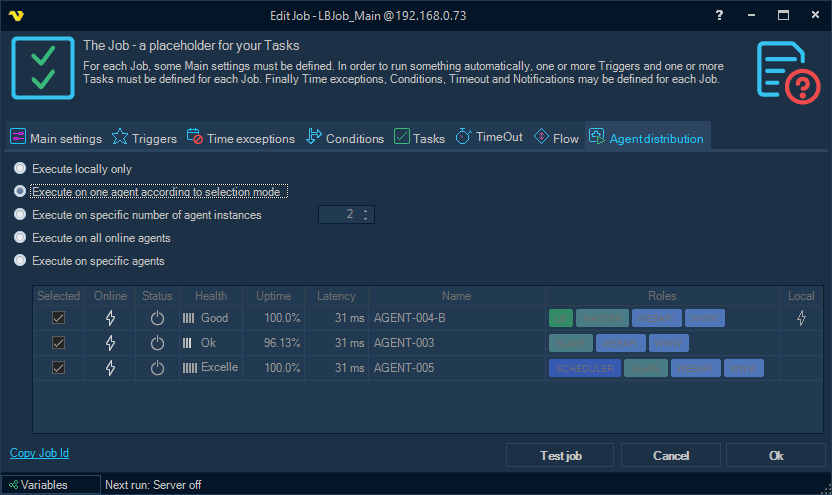 Edit Job - LBJob_Main @192.168.0.73
?
The Job - a placeholder for your Tasks
For each Job, some Main settings must be defined. In order to run something automatically, one or more Triggers and one or more
Tasks must be defined for each Job. Finally Time exceptions, Conditions, Timeout and Notifications may be defined for each Job.
?
Main settings Triggers Time exceptions Conditions Tasks TimeOut Flow Agent distribution
Execute locally only
Execute on one agent according to selection mode
Execute on specific number of agent instances 2
Execute on all online agents
Execute on specific agents
Selected Online Status Health Uptime Latency Name Roles Local
Good 100.0% 31 ms AGENT-004-B WWW
Ok 96.13% 31 ms AGENT-003 WWW
Excelle 100.0% 31 ms AGENT-005 SCHEDULER WWW
Copy Job Id
Test job Cancel Ok
Variables Next run: Server off